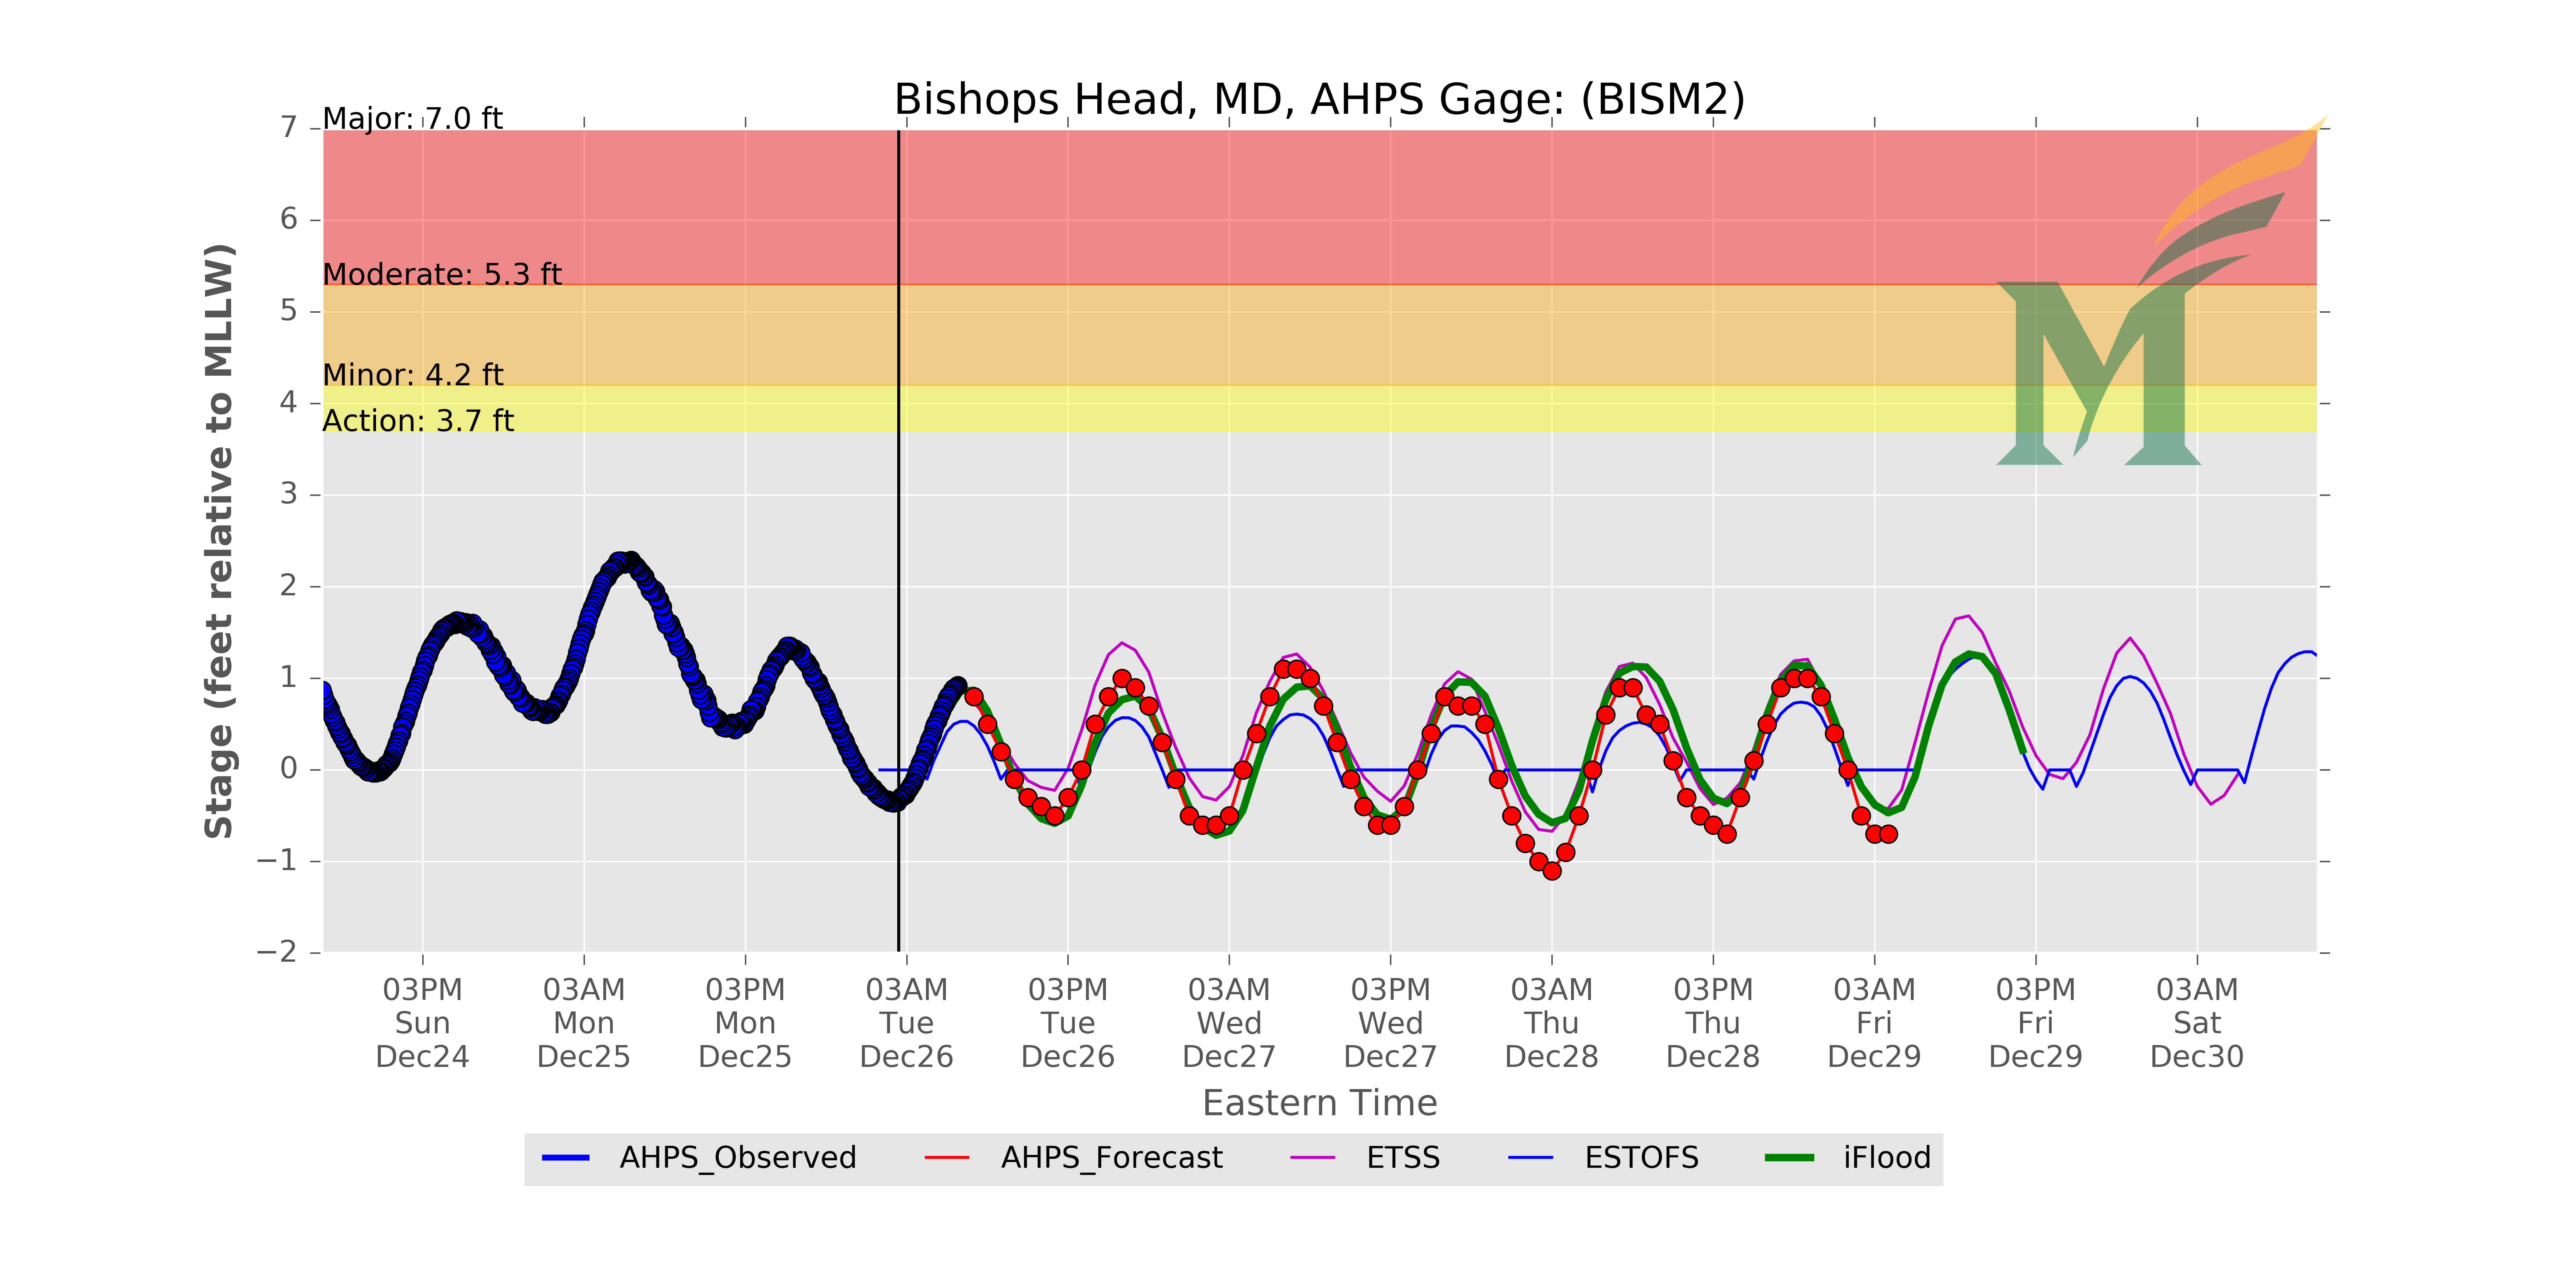 Bishops Head, MD, AHPS Gage: (BISM2)
Major: 7.0 ft
Moderate: 5.3 ft
Minor: 4.2 ft
Action: 3.7 ft
7
6
5
4
3
2
1
0
−1
−2
Stage (feet relative to MLLW)
03PM 03AM 03PM 03AM 03PM 03AM 03PM 03AM 03PM 03AM 03PM 03AM
Sun Mon Mon Tue Tue Wed Wed Thu Thu Fri Fri Sat
Dec24 Dec25 Dec25 Dec26 Dec26 Dec27 Dec27 Dec28 Dec28 Dec29 Dec29 Dec30
Eastern Time
AHPS_Observed AHPS_Forecast ETSS ESTOFS iFlood